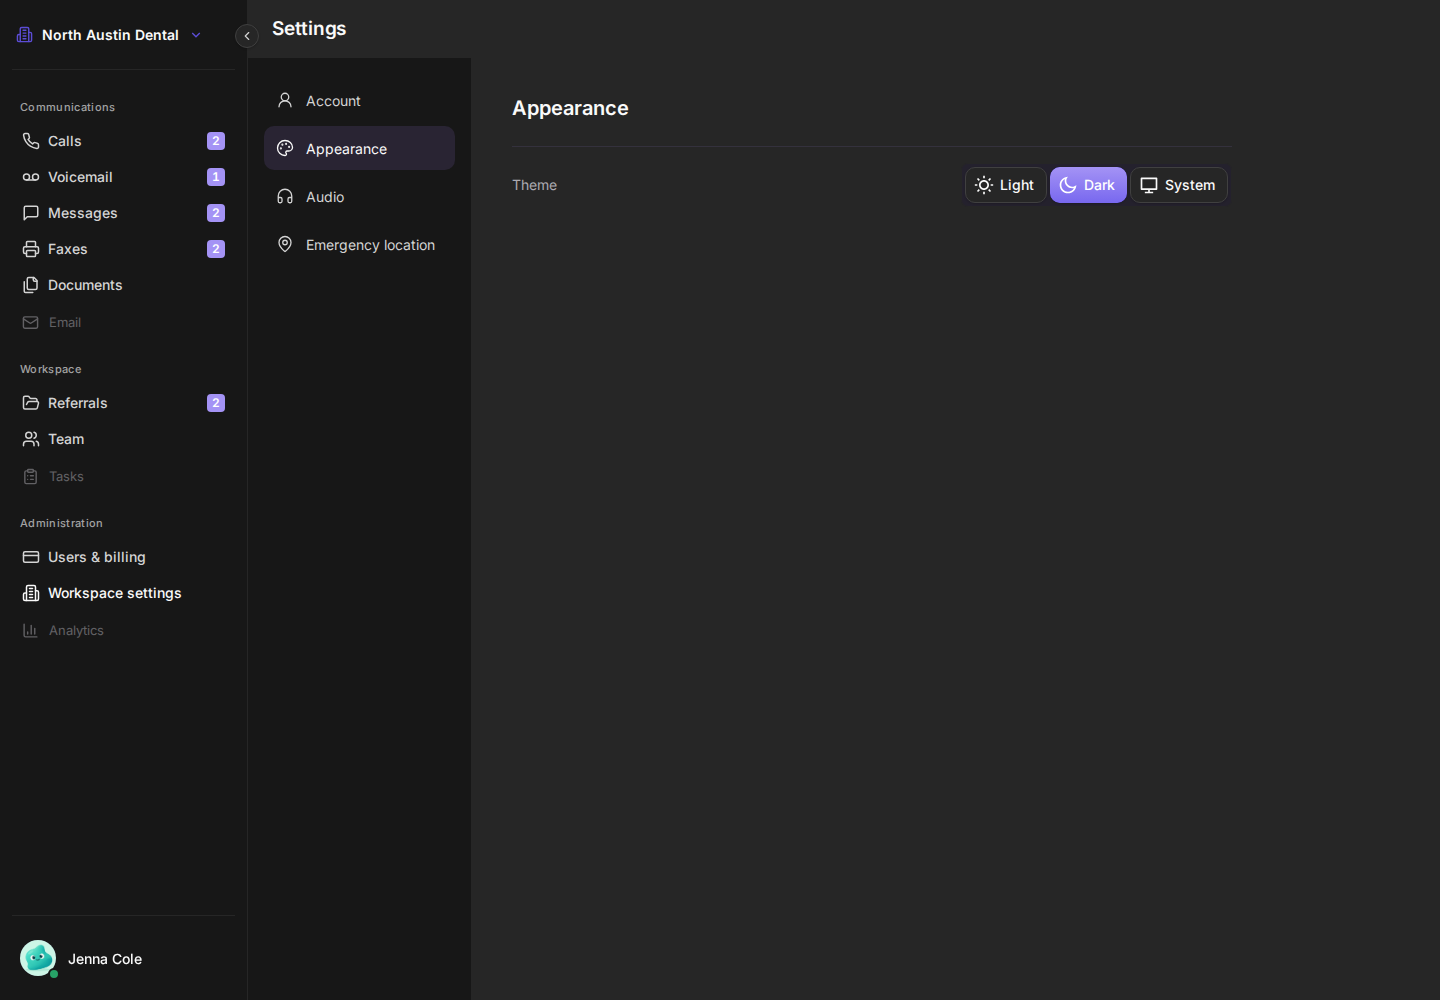 North Austin Dental
Settings
Communications
Calls 2
Voicemail 1
Messages 2
Faxes 2
Documents
Email
Workspace
Referrals 2
Team
Tasks
Administration
Users & billing
Workspace settings
Analytics
Jenna Cole
Account
Appearance
Audio
Emergency location
Appearance
Theme
Light
Dark
System